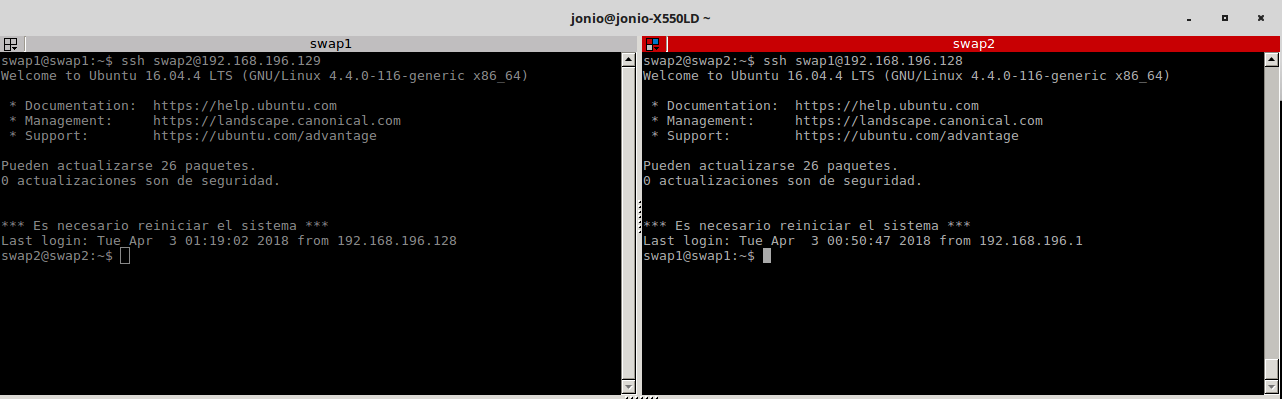 jonio@jonio-X550LD ~
swap1
swap1@swap1:~$ ssh swap2@192.168.196.129
Welcome to Ubuntu 16.04.4 LTS (GNU/Linux 4.4.0-116-generic x86_64)
* Documentation:  https://help.ubuntu.com
* Management:     https://landscape.canonical.com
* Support:        https://ubuntu.com/advantage
Pueden actualizarse 26 paquetes.
0 actualizaciones son de seguridad.
*** Es necesario reiniciar el sistema ***
Last login: Tue Apr  3 01:19:02 2018 from 192.168.196.128
swap2@swap2:~$
swap2
swap2@swap2:~$ ssh swap1@192.168.196.128
Welcome to Ubuntu 16.04.4 LTS (GNU/Linux 4.4.0-116-generic x86_64)
* Documentation:  https://help.ubuntu.com
* Management:     https://landscape.canonical.com
* Support:        https://ubuntu.com/advantage
Pueden actualizarse 26 paquetes.
0 actualizaciones son de seguridad.
*** Es necesario reiniciar el sistema ***
Last login: Tue Apr  3 00:50:47 2018 from 192.168.196.1
swap1@swap1:~$